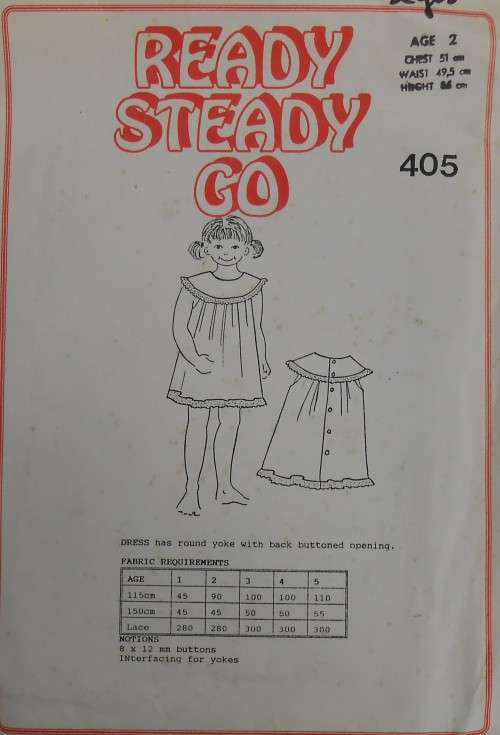 READY
STEADY
GO
AGE 2
CHEST 51 cm
WAIST 49,5 cm
HEIGHT 86 cm
405
DRESS has round yoke with back buttoned opening.
FABRIC REQUIREMENTS
AGE 1 2 3 4 5
115cm 45 90 100 100 110
150cm 45 45 50 50 55
Lace 280 280 300 300 300
NOTIONS
8 x 12 mm buttons
INterfacing for yokes